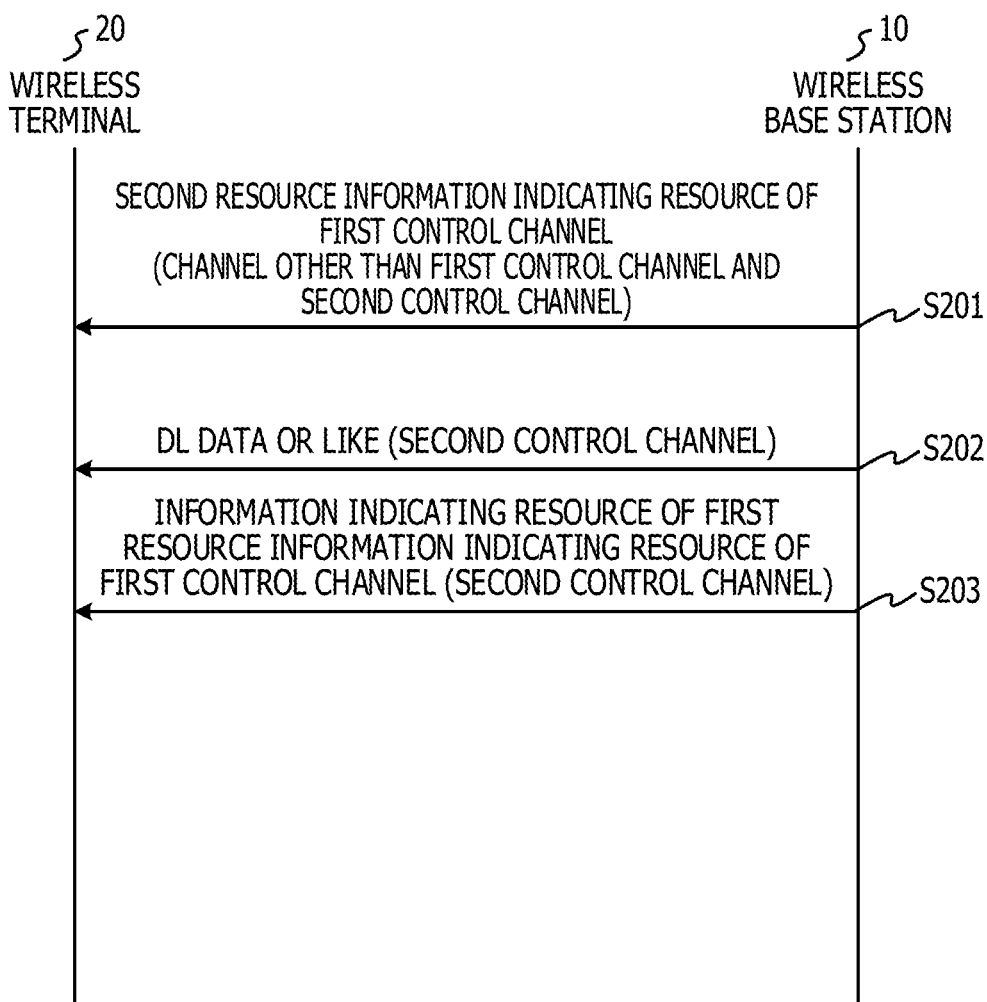 20
WIRELESS
TERMINAL
10
WIRELESS
BASE STATION
SECOND RESOURCE INFORMATION INDICATING RESOURCE OF
FIRST CONTROL CHANNEL
(CHANNEL OTHER THAN FIRST CONTROL CHANNEL AND
SECOND CONTROL CHANNEL)
S201
DL DATA OR LIKE (SECOND CONTROL CHANNEL)
S202
INFORMATION INDICATING RESOURCE OF FIRST
RESOURCE INFORMATION INDICATING RESOURCE OF
FIRST CONTROL CHANNEL (SECOND CONTROL CHANNEL)
S203